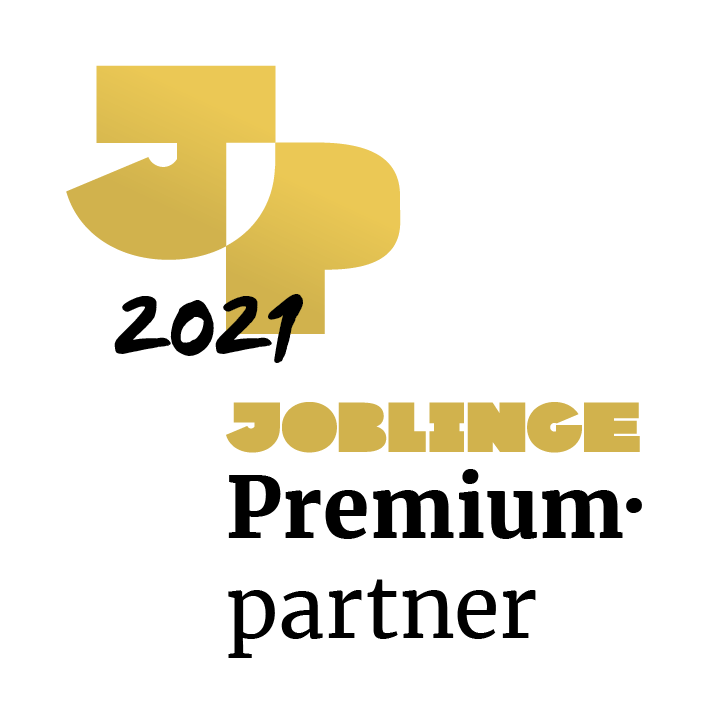 JP
2021
JOBLINGE
Premium·
partner